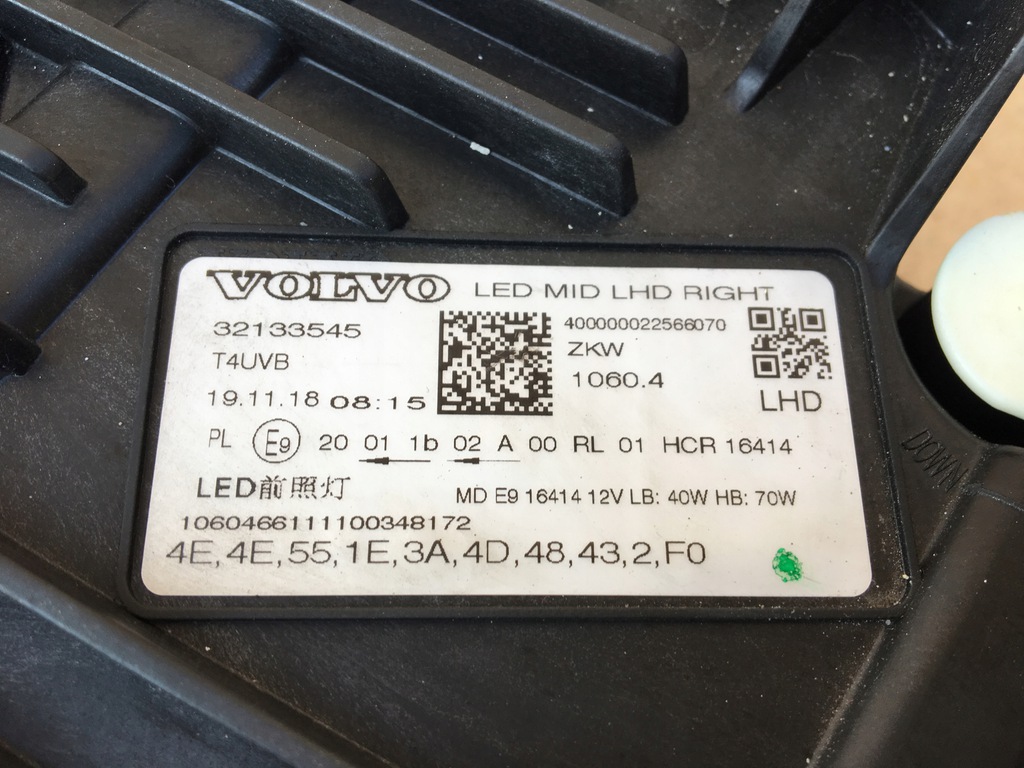 VOLVO LED MID LHD RIGHT
32133545
400000022566070
T4UVB
ZKW
1060.4
19.11.18 08:15
LHD
PL E9 20 01 1b 02 A 00 RL 01 HCR 16414
LED前照灯 MD E9 16414 12V LB: 40W HB: 70W
1060466111100348172
4E,4E,55,1E,3A,4D,48,43,2,F0
DOWN